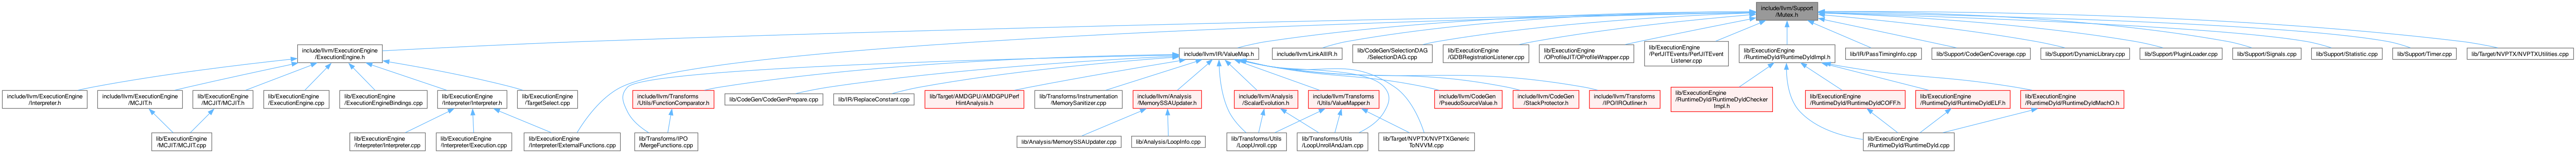 include/llvm/Support
/Mutex.h
include/llvm/ExecutionEngine
/ExecutionEngine.h
include/llvm/IR/ValueMap.h
include/llvm/LinkAllIR.h
lib/CodeGen/SelectionDAG
/SelectionDAG.cpp
lib/ExecutionEngine
/GDBRegistrationListener.cpp
lib/ExecutionEngine
/OProfileJIT/OProfileWrapper.cpp
lib/ExecutionEngine
/PerfJITEvents/PerfJITEvent
Listener.cpp
lib/ExecutionEngine
/RuntimeDyld/RuntimeDyldImpl.h
lib/IR/PassTimingInfo.cpp
lib/Support/CodeGenCoverage.cpp
lib/Support/DynamicLibrary.cpp
lib/Support/PluginLoader.cpp
lib/Support/Signals.cpp
lib/Support/Statistic.cpp
lib/Support/Timer.cpp
lib/Target/NVPTX/NVPTXUtilities.cpp
include/llvm/ExecutionEngine
/Interpreter.h
include/llvm/ExecutionEngine
/MCJIT.h
lib/ExecutionEngine
/MCJIT/MCJIT.h
lib/ExecutionEngine
/ExecutionEngine.cpp
lib/ExecutionEngine
/ExecutionEngineBindings.cpp
lib/ExecutionEngine
/Interpreter/Interpreter.h
lib/ExecutionEngine
/TargetSelect.cpp
include/llvm/Transforms
/Utils/FunctionComparator.h
lib/CodeGen/CodeGenPrepare.cpp
lib/IR/ReplaceConstant.cpp
lib/Target/AMDGPU/AMDGPUPerf
HintAnalysis.h
lib/Transforms/Instrumentation
/MemorySanitizer.cpp
include/llvm/Analysis
/MemorySSAUpdater.h
include/llvm/Analysis
/ScalarEvolution.h
include/llvm/Transforms
/Utils/ValueMapper.h
include/llvm/CodeGen
/PseudoSourceValue.h
include/llvm/CodeGen
/StackProtector.h
include/llvm/Transforms
/IPO/IROutliner.h
lib/ExecutionEngine
/RuntimeDyld/RuntimeDyldChecker
Impl.h
lib/ExecutionEngine
/RuntimeDyld/RuntimeDyldCOFF.h
lib/ExecutionEngine
/RuntimeDyld/RuntimeDyldELF.h
lib/ExecutionEngine
/RuntimeDyld/RuntimeDyldMachO.h
lib/ExecutionEngine
/MCJIT/MCJIT.cpp
lib/ExecutionEngine
/Interpreter/Interpreter.cpp
lib/ExecutionEngine
/Interpreter/Execution.cpp
lib/ExecutionEngine
/Interpreter/ExternalFunctions.cpp
lib/Transforms/IPO
/MergeFunctions.cpp
lib/Analysis/MemorySSAUpdater.cpp
lib/Analysis/LoopInfo.cpp
lib/Transforms/Utils
/LoopUnroll.cpp
lib/Transforms/Utils
/LoopUnrollAndJam.cpp
lib/Target/NVPTX/NVPTXGeneric
ToNVVM.cpp
lib/ExecutionEngine
/RuntimeDyld/RuntimeDyld.cpp